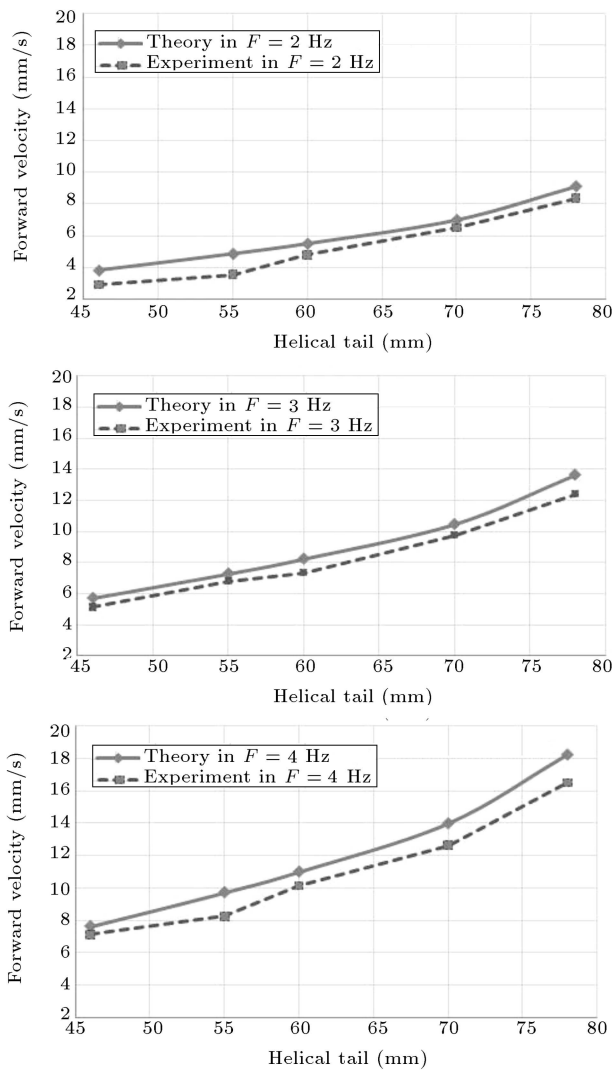 20
18
16
14
12
10
8
6
4
2
Forward velocity (mm/s)
Theory in F = 2 Hz
Experiment in F = 2 Hz
45 50 55 60 65 70 75 80
Helical tail (mm)
20
18
16
14
12
10
8
6
4
2
Forward velocity (mm/s)
Theory in F = 3 Hz
Experiment in F = 3 Hz
45 50 55 60 65 70 75 80
Helical tail (mm)
20
18
16
14
12
10
8
6
4
2
Forward velocity (mm/s)
Theory in F = 4 Hz
Experiment in F = 4 Hz
45 50 55 60 65 70 75 80
Helical tail (mm)